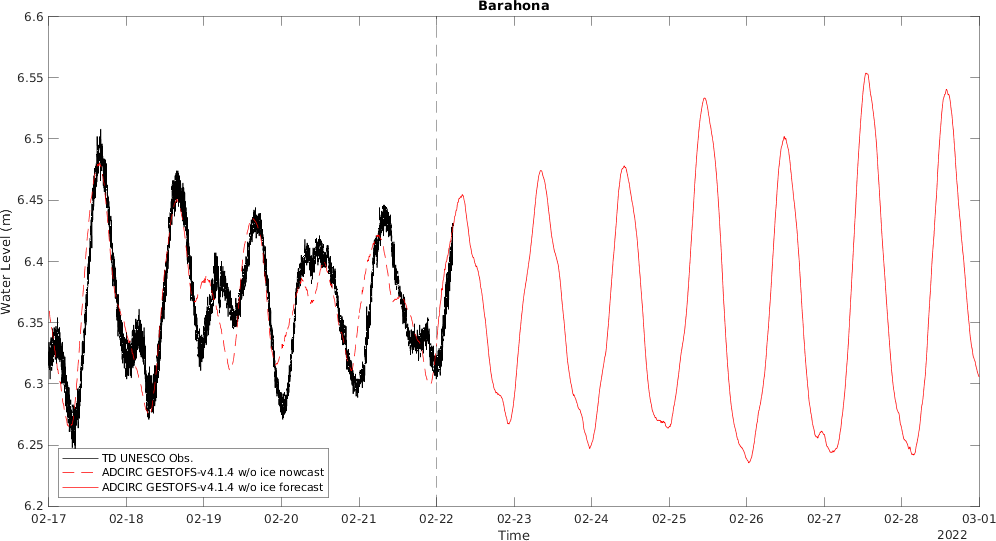 Barahona
6.6
6.55
6.5
6.45
6.4
6.35
6.3
6.25
6.2
Water Level (m)
TD UNESCO Obs.
ADCIRC GESTOFS-v4.1.4 w/o ice nowcast
ADCIRC GESTOFS-v4.1.4 w/o ice forecast
02-17 02-18 02-19 02-20 02-21 02-22 02-23 02-24 02-25 02-26 02-27 02-28 03-01
Time
2022